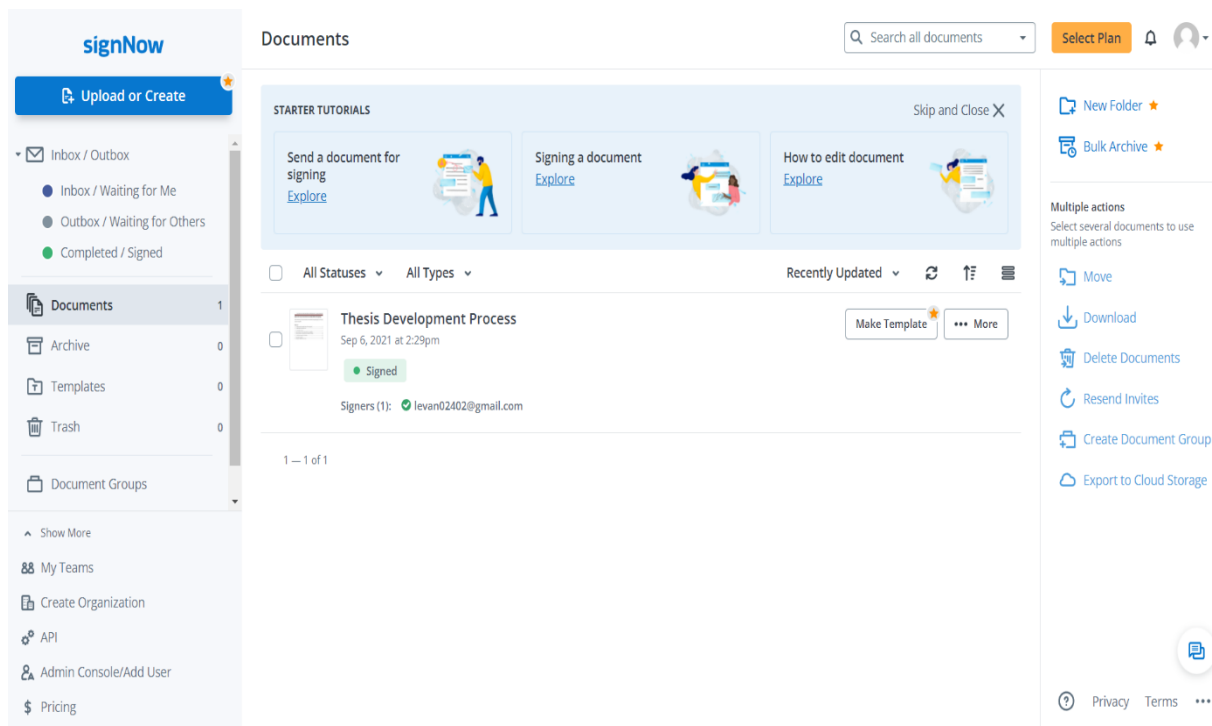 signNow
Documents
Search all documents
Select Plan
Upload or Create
Inbox / Outbox
Inbox / Waiting for Me
Outbox / Waiting for Others
Completed / Signed
Documents 1
Archive 0
Templates 0
Trash 0
Document Groups
Show More
My Teams
Create Organization
API
Admin Console/Add User
$ Pricing
STARTER TUTORIALS
Skip and Close
Send a document for
signing
Explore
Signing a document
Explore
How to edit document
Explore
All Statuses
All Types
Recently Updated
Thesis Development Process
Sep 6, 2021 at 2:29pm
Signed
Signers (1): levan02402@gmail.com
Make Template
••• More
1 — 1 of 1
New Folder
Bulk Archive
Multiple actions
Select several documents to use
multiple actions
Move
Download
Delete Documents
Resend Invites
Create Document Group
Export to Cloud Storage
? Privacy Terms •••